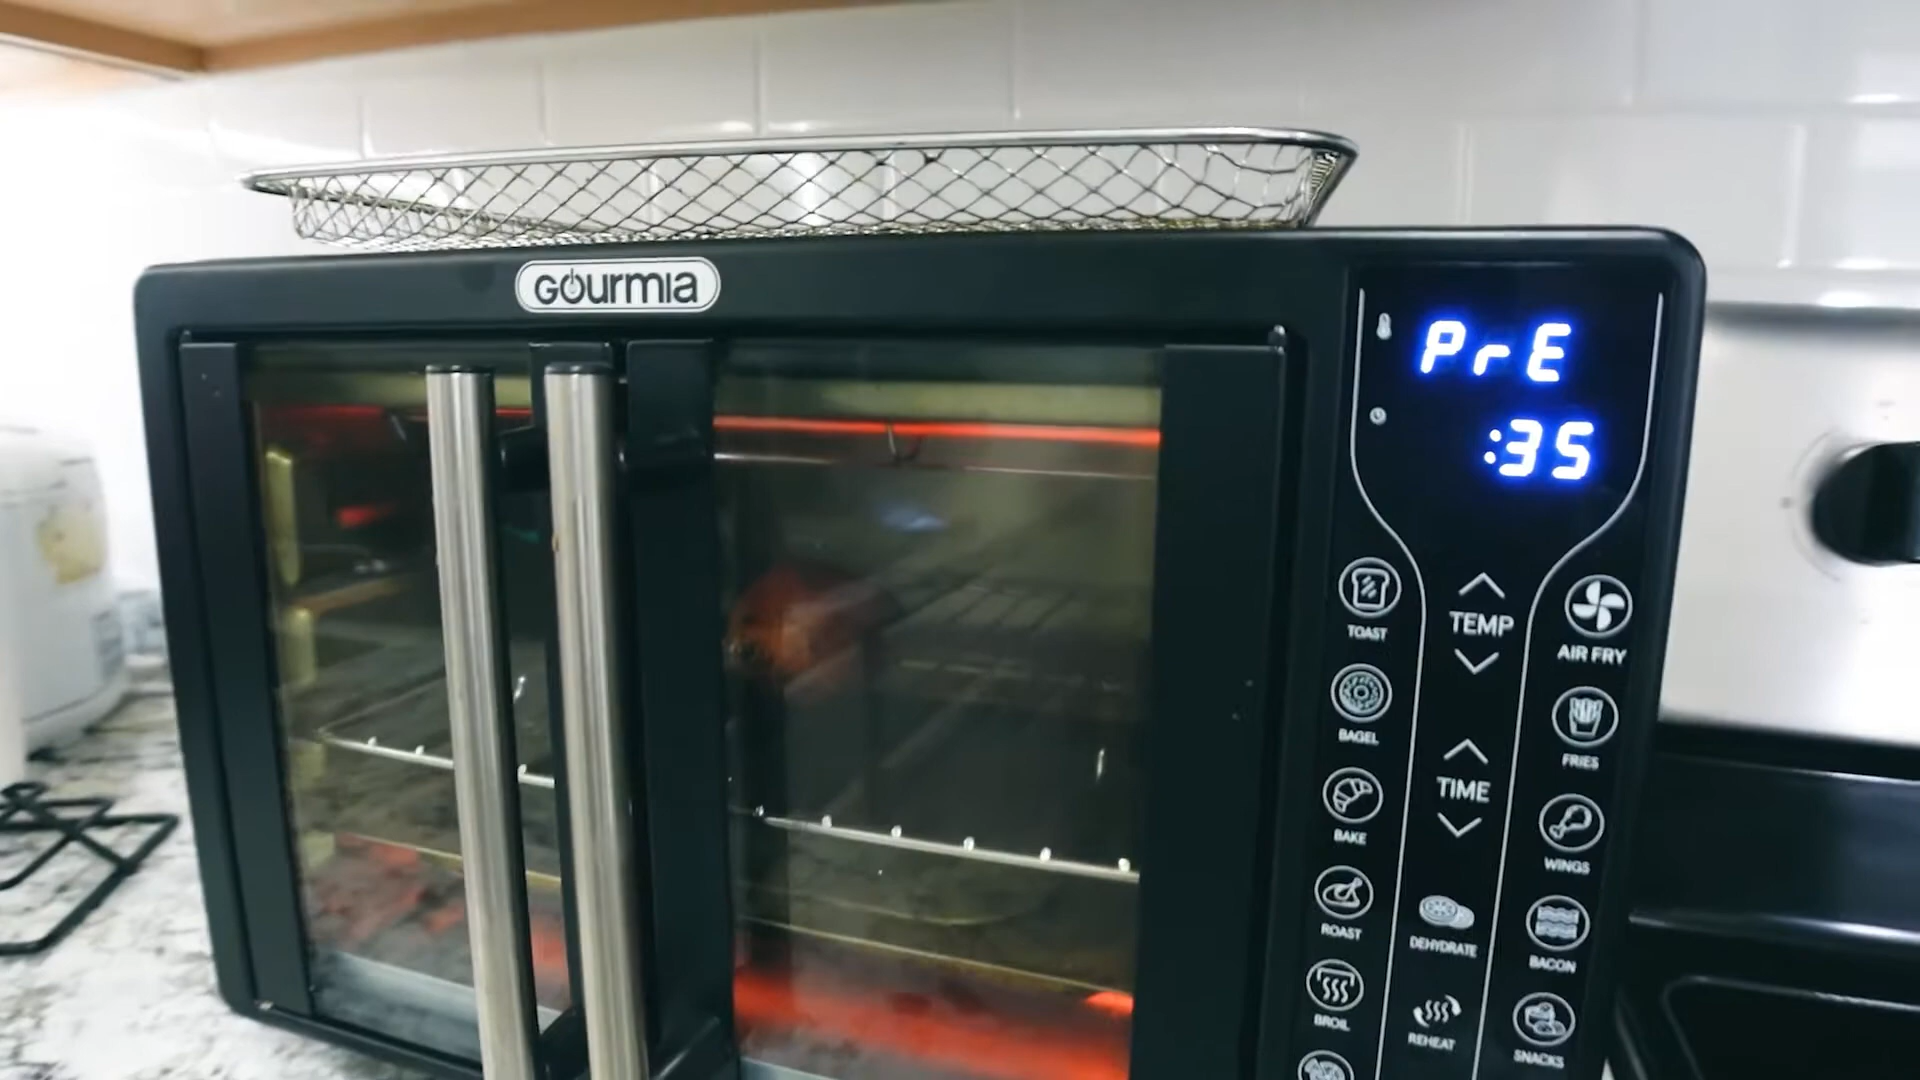 Gourmia
PrE
:35
TOAST
TEMP
AIR FRY
BAGEL
FRIES
TIME
BAKE
WINGS
ROAST
DEHYDRATE
BACON
BROIL
REHEAT
SNACKS